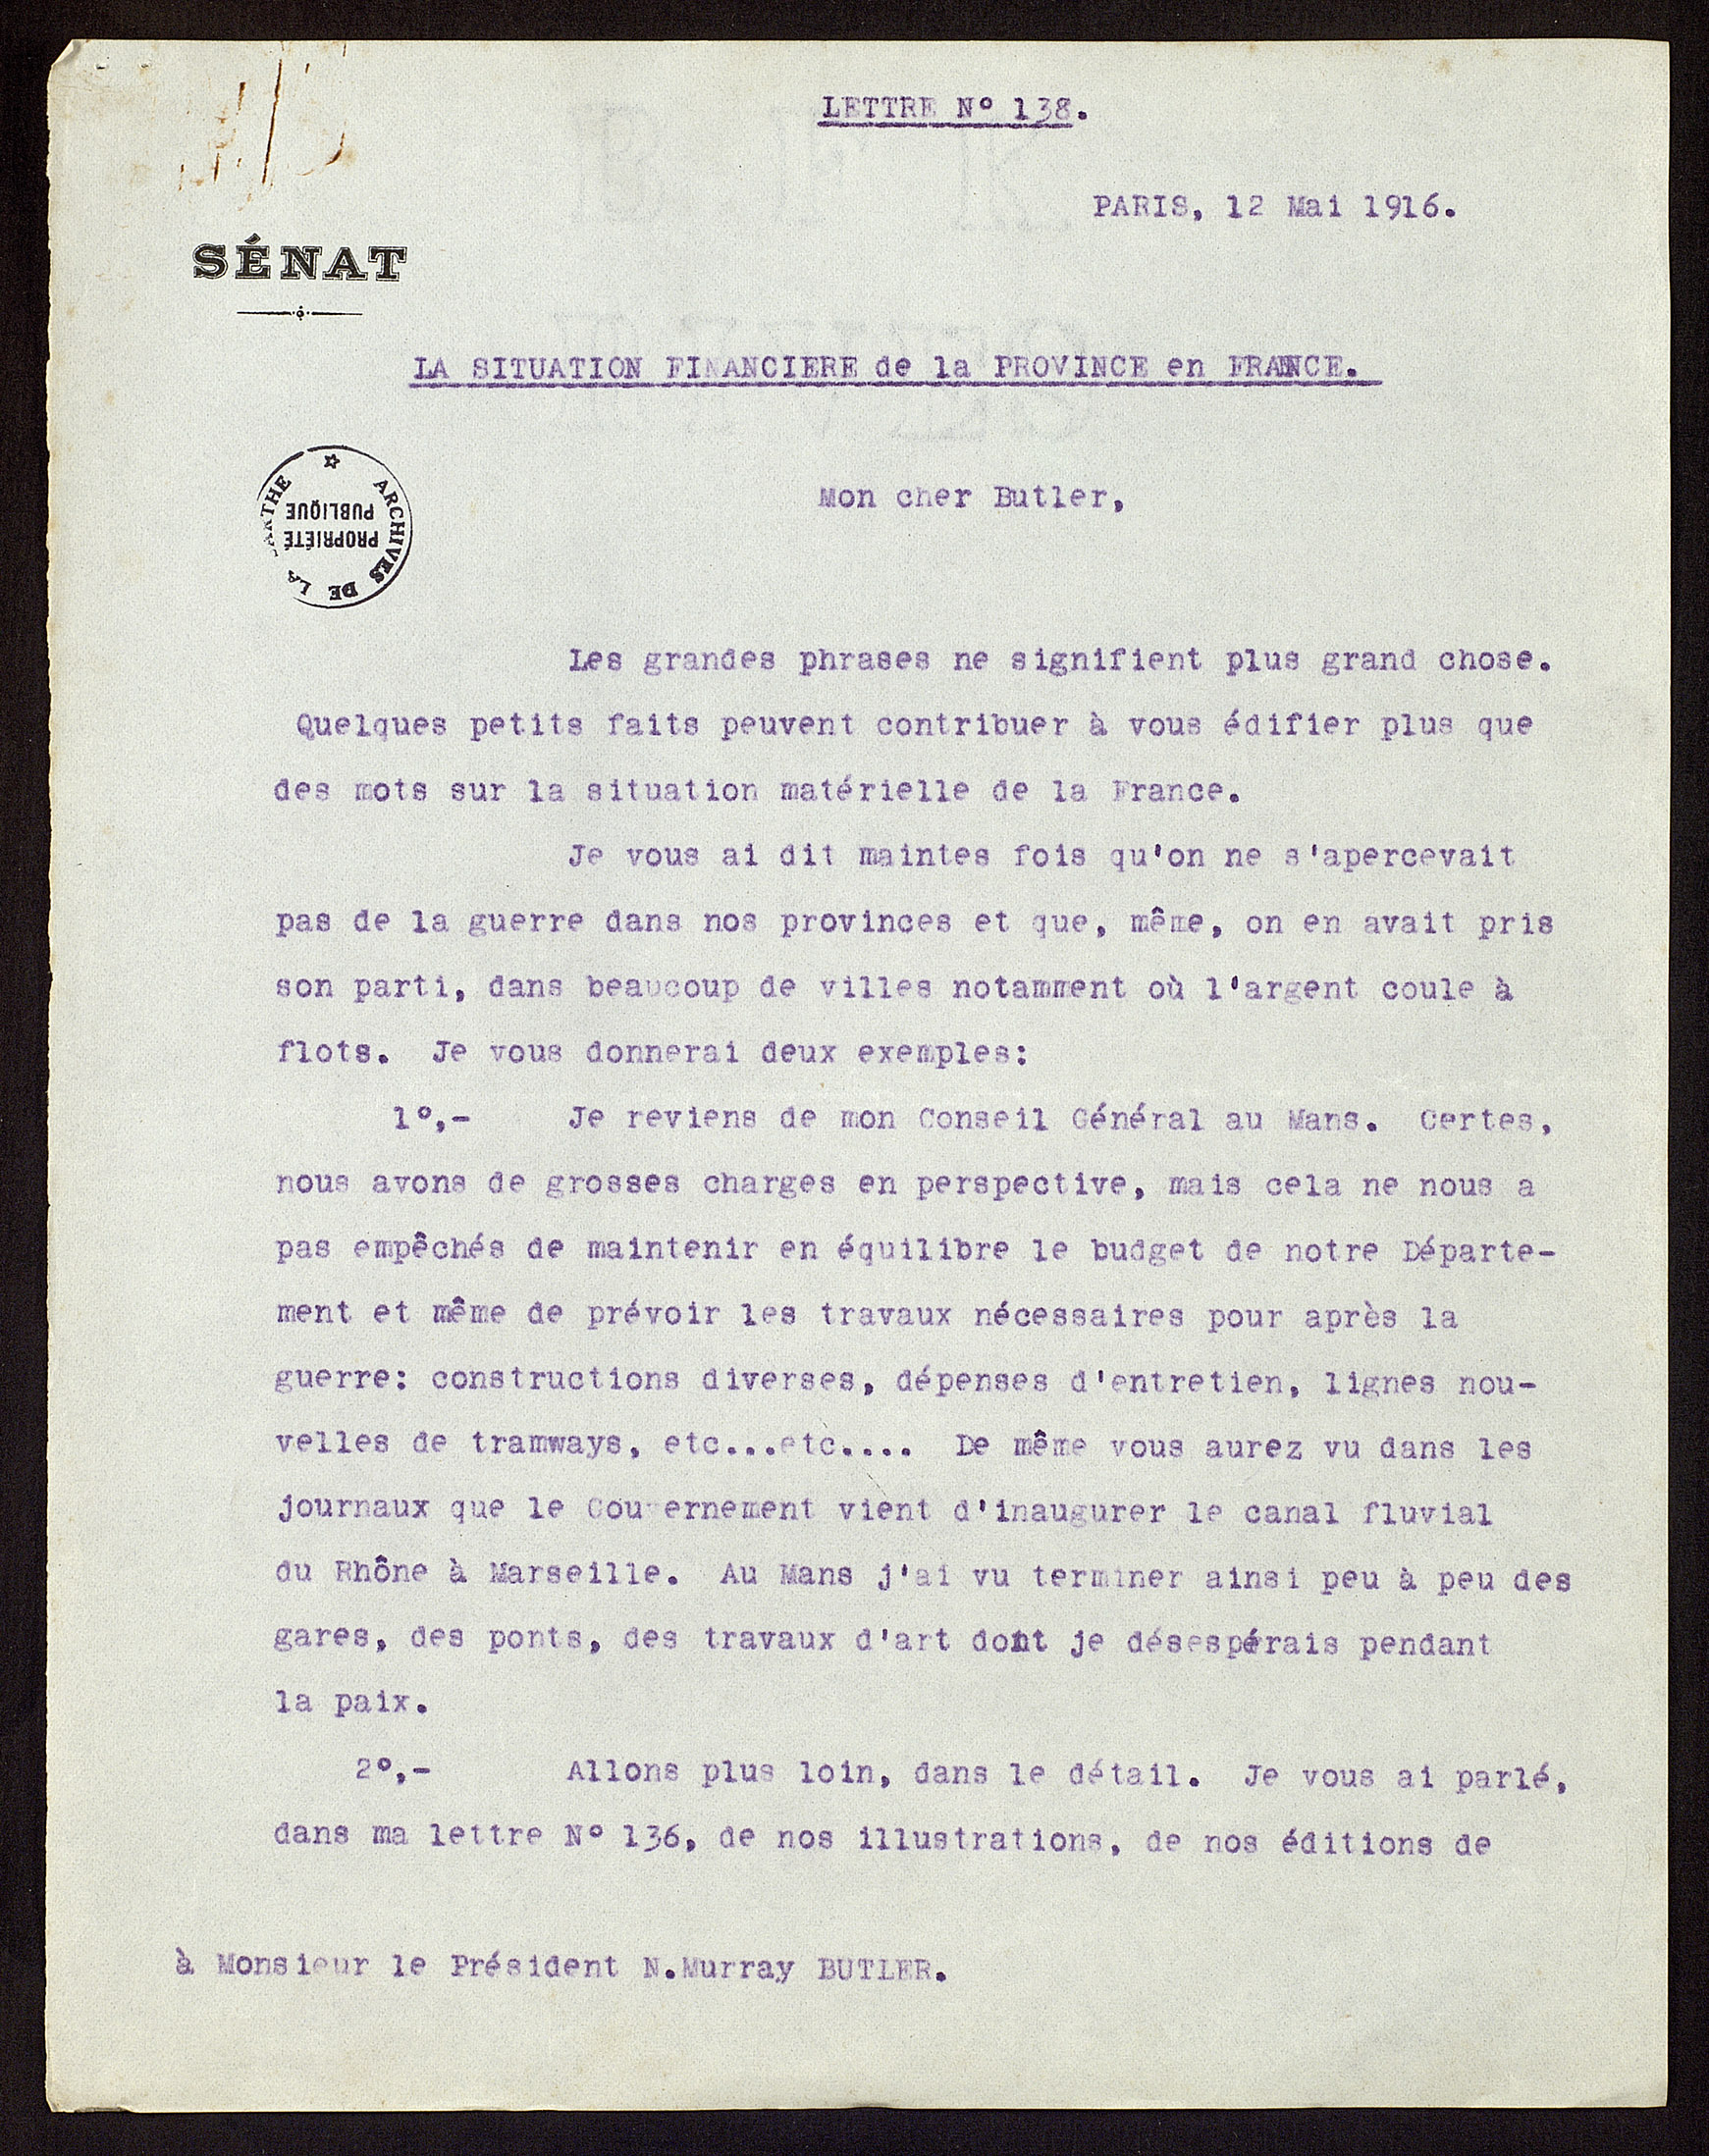 LETTRE N° 138.
PARIS, 12 Mai 1916.
SÉNAT
LA SITUATION FINANCIERE de la PROVINCE en FRANCE.
ARCHIVES DE LA SARTHE
PROPRIÉTÉ
PUBLIQUE
Mon cher Butler,
Les grandes phrases ne signifient plus grand chose.
Quelques petits faits peuvent contribuer à vous édifier plus que
des mots sur la situation matérielle de la France.
Je vous ai dit maintes fois qu'on ne s'apercevait
pas de la guerre dans nos provinces et que, même, on en avait pris
son parti, dans beaucoup de villes notamment où l'argent coule à
flots. Je vous donnerai deux exemples:
1°,- Je reviens de mon Conseil Général au Mans. Certes,
nous avons de grosses charges en perspective, mais cela ne nous a
pas empêchés de maintenir en équilibre le budget de notre Départe-
ment et même de prévoir les travaux nécessaires pour après la
guerre: constructions diverses, dépenses d'entretien, lignes nou-
velles de tramways, etc...etc.... De même vous aurez vu dans les
journaux que le Gouvernement vient d'inaugurer le canal fluvial
du Rhône à Marseille. Au Mans j'ai vu terminer ainsi peu à peu des
gares, des ponts, des travaux d'art dont je désespérais pendant
la paix.
2°,- Allons plus loin, dans le détail. Je vous ai parlé,
dans ma lettre N° 136, de nos illustrations, de nos éditions de
à Monsieur le Président N.Murray BUTLER.